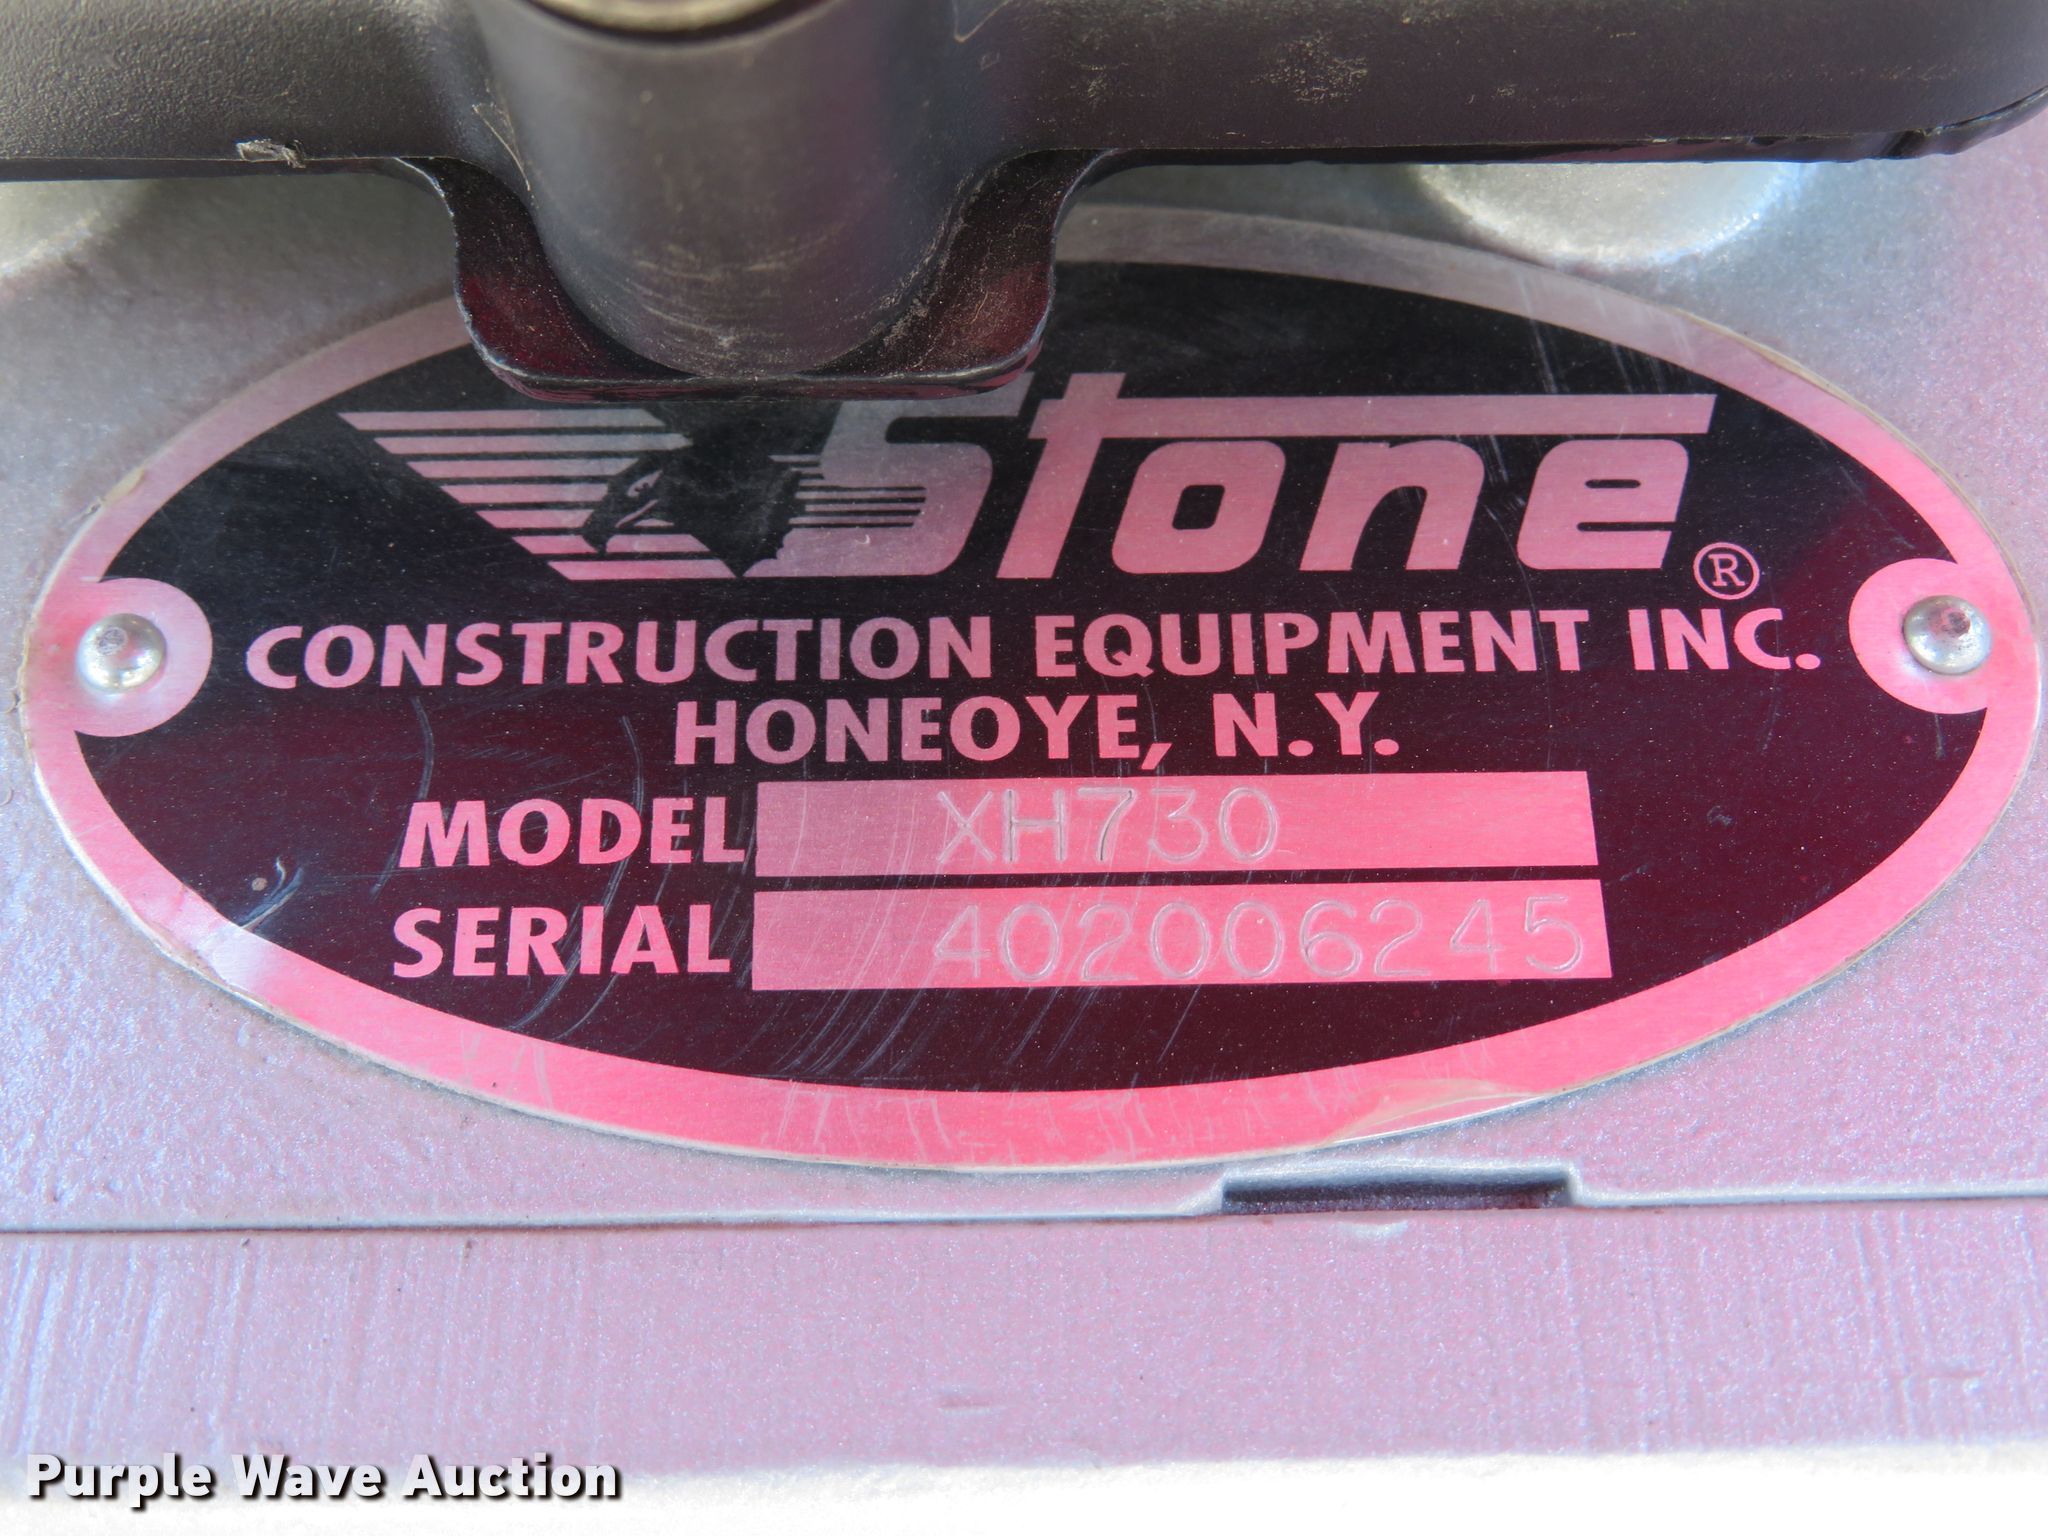 Stone ®
CONSTRUCTION EQUIPMENT INC.
HONEOYE, N.Y.
MODEL XH730
SERIAL 402006245
Purple Wave Auction